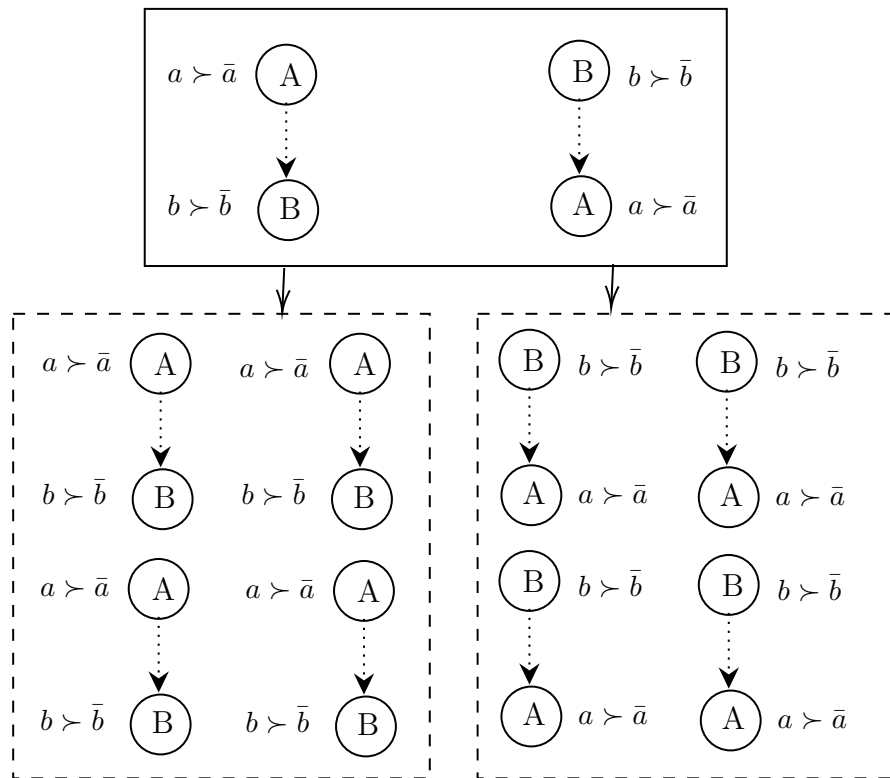 a ≻ ā A B b ≻ b̄
b ≻ b̄ B A a ≻ ā
a ≻ ā A a ≻ ā A B b ≻ b̄ B b ≻ b̄
b ≻ b̄ B b ≻ b̄ B A a ≻ ā A a ≻ ā
a ≻ ā A a ≻ ā A B b ≻ b̄ B b ≻ b̄
b ≻ b̄ B b ≻ b̄ B A a ≻ ā A a ≻ ā